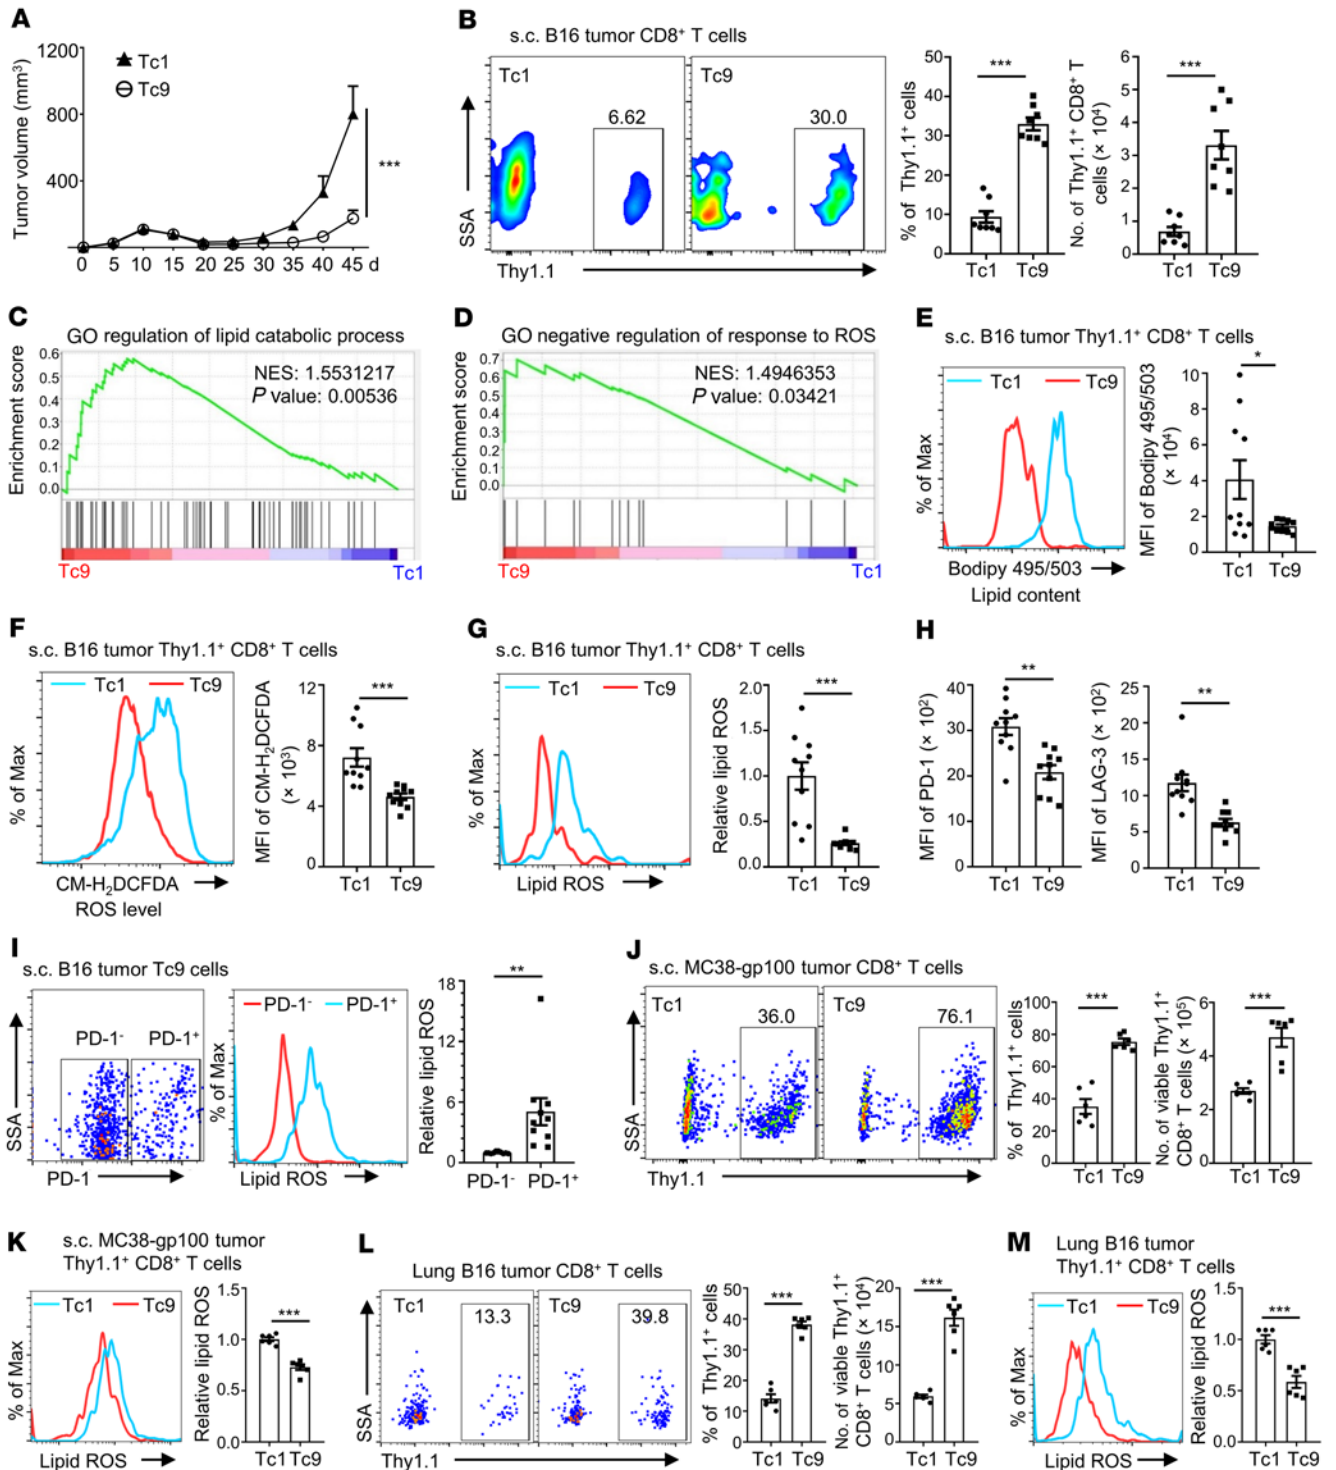 A
Tumor volume (mm³)
1200
800
400
Tc1
Tc9
***
0 5 10 15 20 25 30 35 40 45 d
B
s.c. B16 tumor CD8⁺ T cells
Tc1
6.62
Tc9
30.0
SSA
Thy1.1
% of Thy1.1⁺ cells
50
40
30
20
10
0
***
Tc1 Tc9
No. of Thy1.1⁺ CD8⁺ T
cells (× 10⁴)
6
5
4
3
2
1
0
***
Tc1 Tc9
C
GO regulation of lipid catabolic process
NES: 1.5531217
P value: 0.00536
Enrichment score
0.6
0.5
0.4
0.3
0.2
0.1
0.0
Tc9
Tc1
D
GO negative regulation of response to ROS
NES: 1.4946353
P value: 0.03421
Enrichment score
0.7
0.6
0.5
0.4
0.3
0.2
0.1
0.0
Tc9
Tc1
E
s.c. B16 tumor Thy1.1⁺ CD8⁺ T cells
Tc1 Tc9
% of Max
Bodipy 495/503
Lipid content
MFI of Bodipy 495/503
(× 10⁴)
10
8
6
4
2
0
*
Tc1 Tc9
F
s.c. B16 tumor Thy1.1⁺ CD8⁺ T cells
Tc1 Tc9
% of Max
CM-H₂DCFDA
ROS level
MFI of CM-H₂DCFDA
(× 10³)
12
8
4
0
***
Tc1 Tc9
G
s.c. B16 tumor Thy1.1⁺ CD8⁺ T cells
Tc1 Tc9
% of Max
Lipid ROS
Relative lipid ROS
2.0
1.5
1.0
0.5
0.0
***
Tc1 Tc9
H
MFI of PD-1 (× 10²)
40
30
20
10
0
**
Tc1 Tc9
MFI of LAG-3 (× 10²)
25
20
15
10
5
0
**
Tc1 Tc9
I
s.c. B16 tumor Tc9 cells
PD-1⁻ PD-1⁺
SSA
PD-1
PD-1⁻ PD-1⁺
% of Max
Lipid ROS
Relative lipid ROS
18
12
6
0
**
PD-1⁻ PD-1⁺
J
s.c. MC38-gp100 tumor CD8⁺ T cells
Tc1
36.0
Tc9
76.1
SSA
Thy1.1
% of Thy1.1⁺ cells
100
80
60
40
20
0
***
Tc1 Tc9
No. of viable Thy1.1⁺
CD8⁺ T cells (× 10⁵)
6
4
2
0
***
Tc1 Tc9
K
s.c. MC38-gp100 tumor
Thy1.1⁺ CD8⁺ T cells
Tc1 Tc9
% of Max
Lipid ROS
Relative lipid ROS
1.5
1.0
0.5
0.0
***
Tc1 Tc9
L
Lung B16 tumor CD8⁺ T cells
Tc1
13.3
Tc9
39.8
SSA
Thy1.1
% of Thy1.1⁺ cells
50
40
30
20
10
0
***
Tc1 Tc9
No. of viable Thy1.1⁺
CD8⁺ T cells (× 10⁴)
20
15
10
5
0
***
Tc1 Tc9
M
Lung B16 tumor
Thy1.1⁺ CD8⁺ T cells
Tc1 Tc9
% of Max
Lipid ROS
Relative lipid ROS
1.5
1.0
0.5
0.0
***
Tc1 Tc9